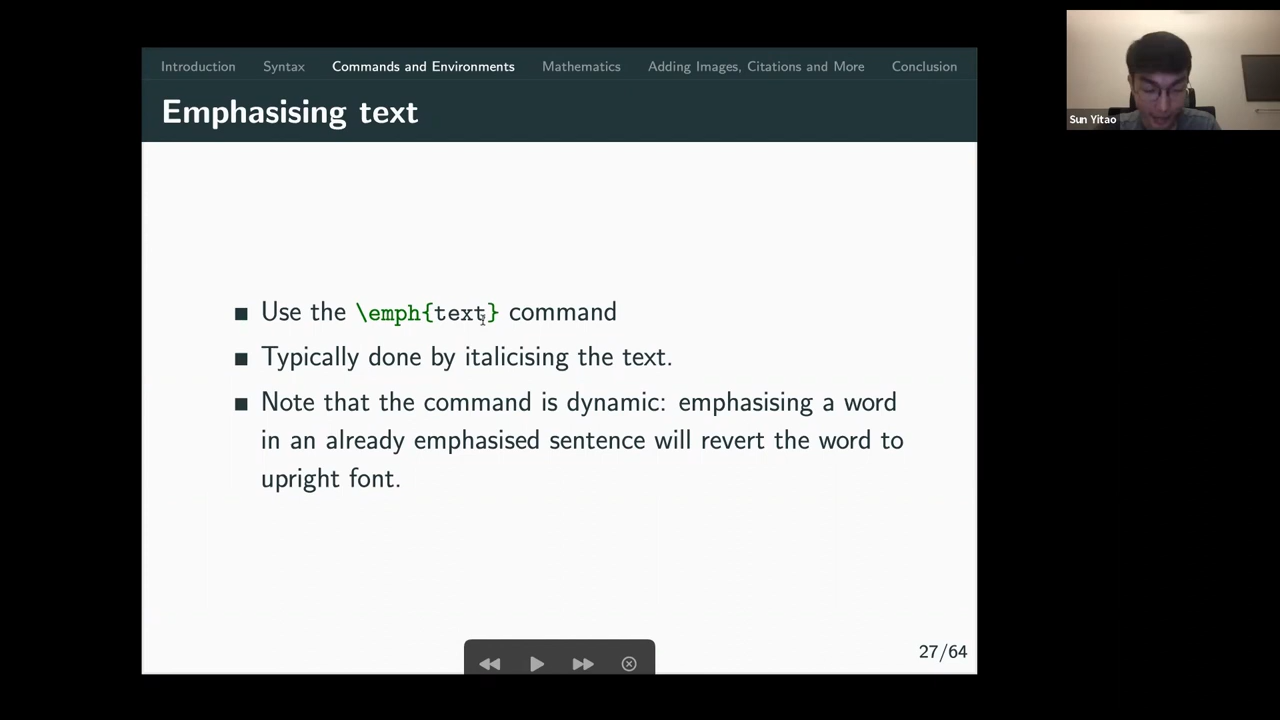 Introduction Syntax Commands and Environments Mathematics Adding Images, Citations and More Conclusion
Emphasising text
Sun Yitao
■ Use the \emph{text} command
■ Typically done by italicising the text.
■ Note that the command is dynamic: emphasising a word
in an already emphasised sentence will revert the word to
upright font.
27/64